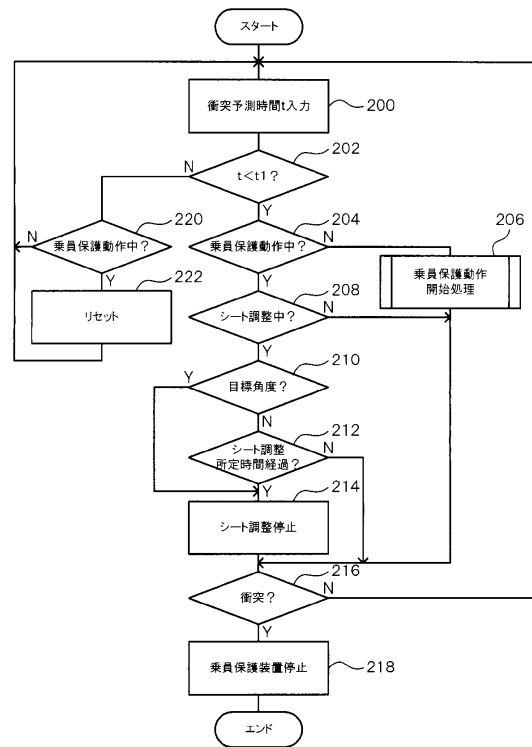 スタート
衝突予測時間t入力
200
202
N
t<t1?
Y
220
204
206
N
乗員保護動作中?
乗員保護動作中?
N
乗員保護動作
開始処理
Y
222
Y
208
リセット
シート調整中?
N
Y
210
Y
目標角度?
N
212
シート調整
所定時間経過?
N
Y
214
シート調整停止
216
衝突?
N
Y
乗員保護装置停止
218
エンド